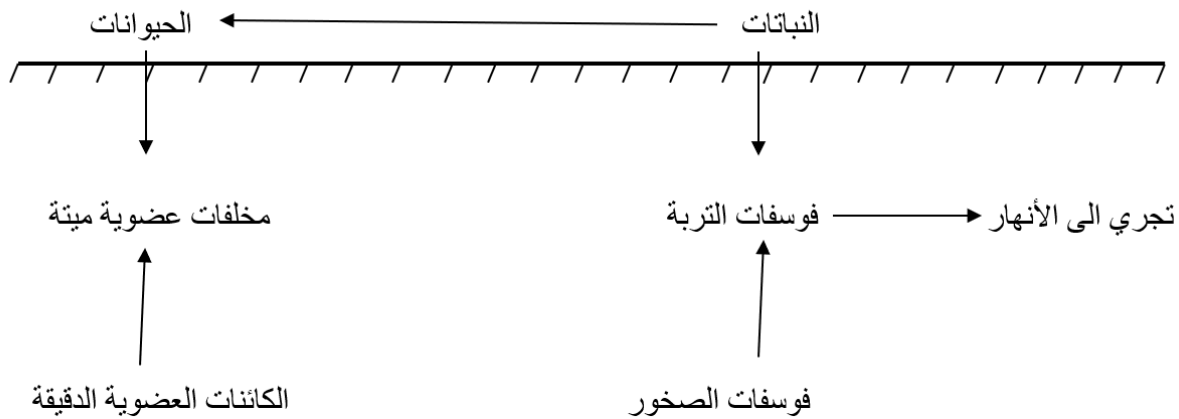 النباتات
الحيوانات
تجري الى الأنهار
فوسفات التربة
مخلفات عضوية ميتة
فوسفات الصخور
الكائنات العضوية الدقيقة